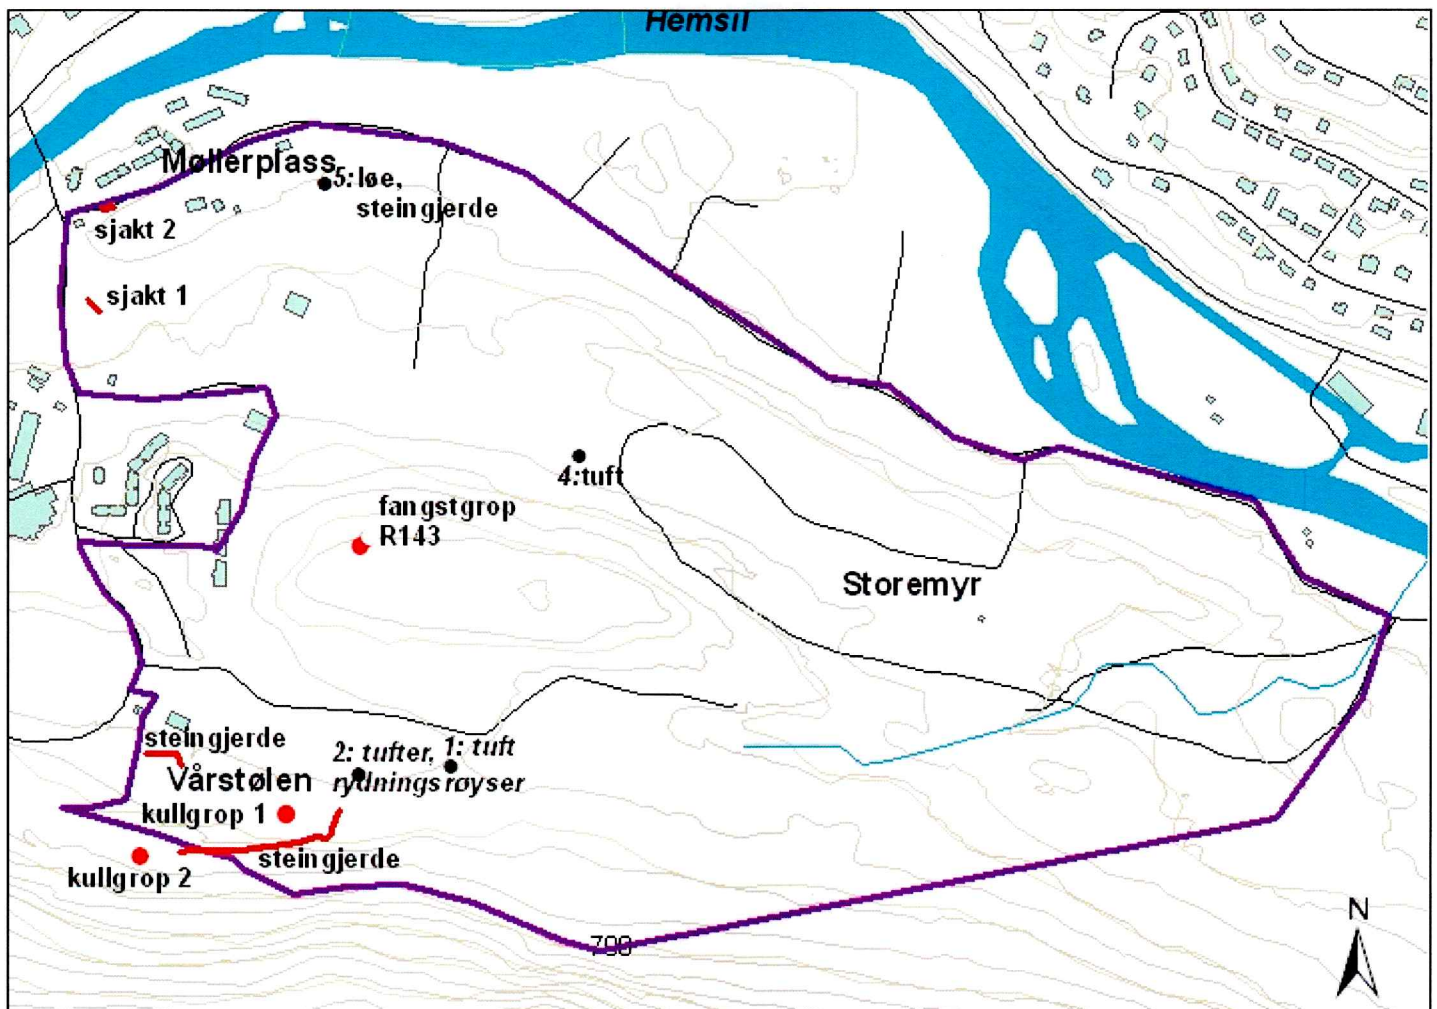 Hemsil
Møllerplass
5: løe,
steingjerde
sjakt 2
sjakt 1
4:tuft
fangstgrop
R143
Storemyr
steingjerde
2: tufter,
1: tuft
rydningsrøyser
Vårstølen
kullgrop 1
steingjerde
kullgrop 2
700
N